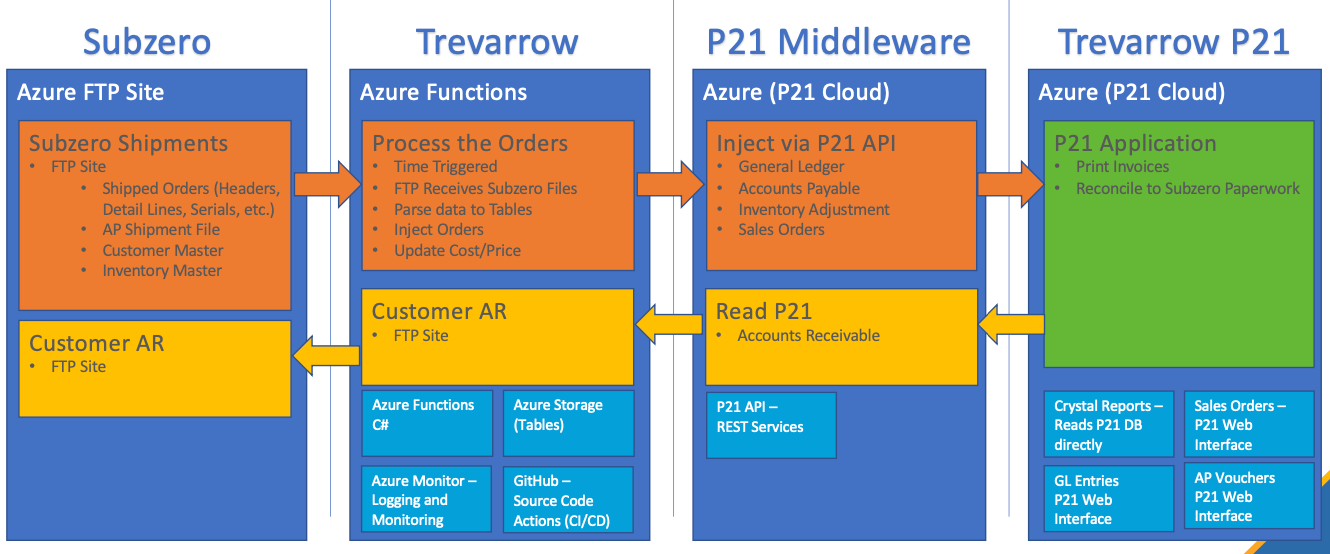 Subzero
Azure FTP Site
Subzero Shipments
• FTP Site
• Shipped Orders (Headers,
Detail Lines, Serials, etc.)
• AP Shipment File
• Customer Master
• Inventory Master
Customer AR
• FTP Site
Trevarrow
Azure Functions
Process the Orders
• Time Triggered
• FTP Receives Subzero Files
• Parse data to Tables
• Inject Orders
• Update Cost/Price
Customer AR
• FTP Site
Azure Functions
C#
Azure Storage
(Tables)
Azure Monitor –
Logging and
Monitoring
GitHub –
Source Code
Actions (CI/CD)
P21 Middleware
Azure (P21 Cloud)
Inject via P21 API
• General Ledger
• Accounts Payable
• Inventory Adjustment
• Sales Orders
Read P21
• Accounts Receivable
P21 API –
REST Services
Trevarrow P21
Azure (P21 Cloud)
P21 Application
• Print Invoices
• Reconcile to Subzero Paperwork
Crystal Reports –
Reads P21 DB
directly
Sales Orders –
P21 Web
Interface
GL Entries
P21 Web
Interface
AP Vouchers
P21 Web
Interface